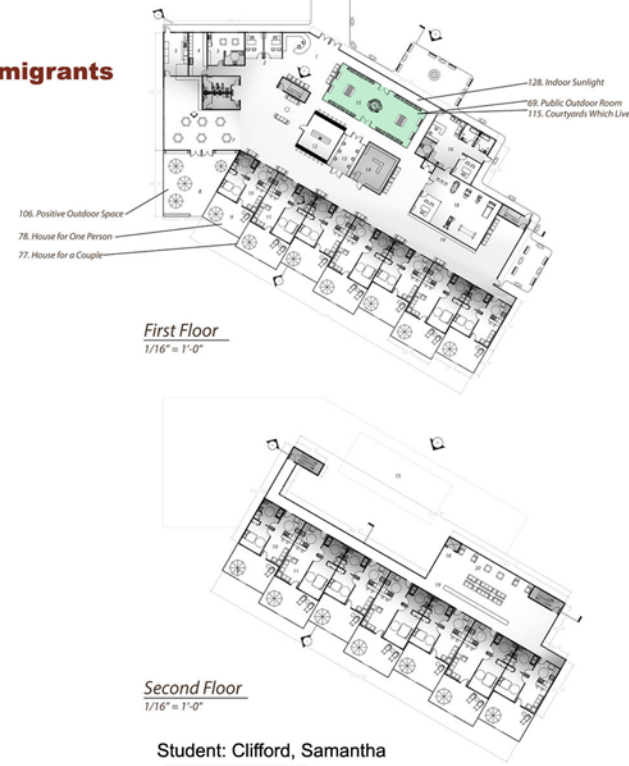 migrants
128. Indoor Sunlight
69. Public Outdoor Room
115. Courtyards Which Live
106. Positive Outdoor Space
78. House for One Person
77. House for a Couple
First Floor
1/16" = 1'-0"
Second Floor
1/16" = 1'-0"
Student: Clifford, Samantha